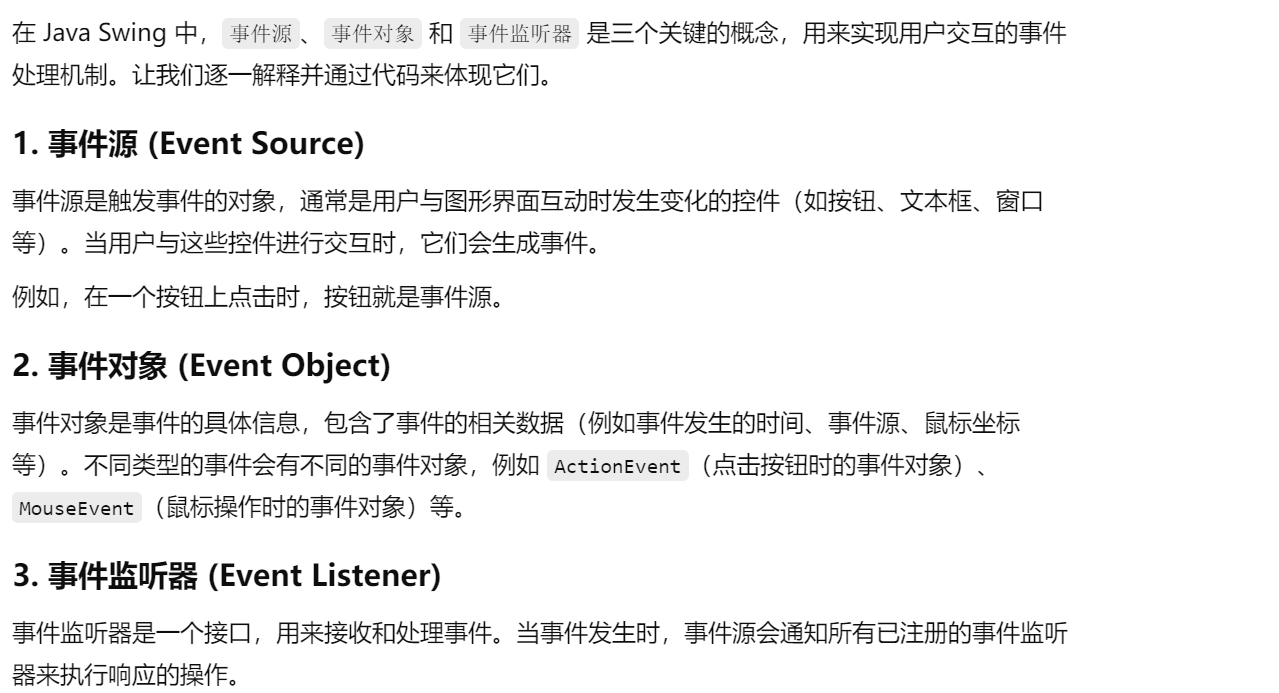 在 Java Swing 中，事件源、事件对象 和 事件监听器 是三个关键的概念，用来实现用户交互的事件
处理机制。让我们逐一解释并通过代码来体现它们。
1. 事件源 (Event Source)
事件源是触发事件的对象，通常是用户与图形界面互动时发生变化的控件（如按钮、文本框、窗口
等）。当用户与这些控件进行交互时，它们会生成事件。
例如，在一个按钮上点击时，按钮就是事件源。
2. 事件对象 (Event Object)
事件对象是事件的具体信息，包含了事件的相关数据（例如事件发生的时间、事件源、鼠标坐标
等）。不同类型的事件会有不同的事件对象，例如 ActionEvent（点击按钮时的事件对象）、
MouseEvent（鼠标操作时的事件对象）等。
3. 事件监听器 (Event Listener)
事件监听器是一个接口，用来接收和处理事件。当事件发生时，事件源会通知所有已注册的事件监听
器来执行响应的操作。